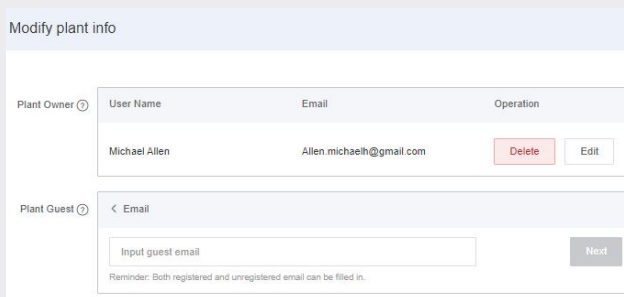 Modify plant info
Plant Owner ?
User Name Email Operation
Michael Allen Allen.michaelh@gmail.com Delete Edit
Plant Guest ?
< Email
Input guest email Next
Reminder: Both registered and unregistered email can be filled in.